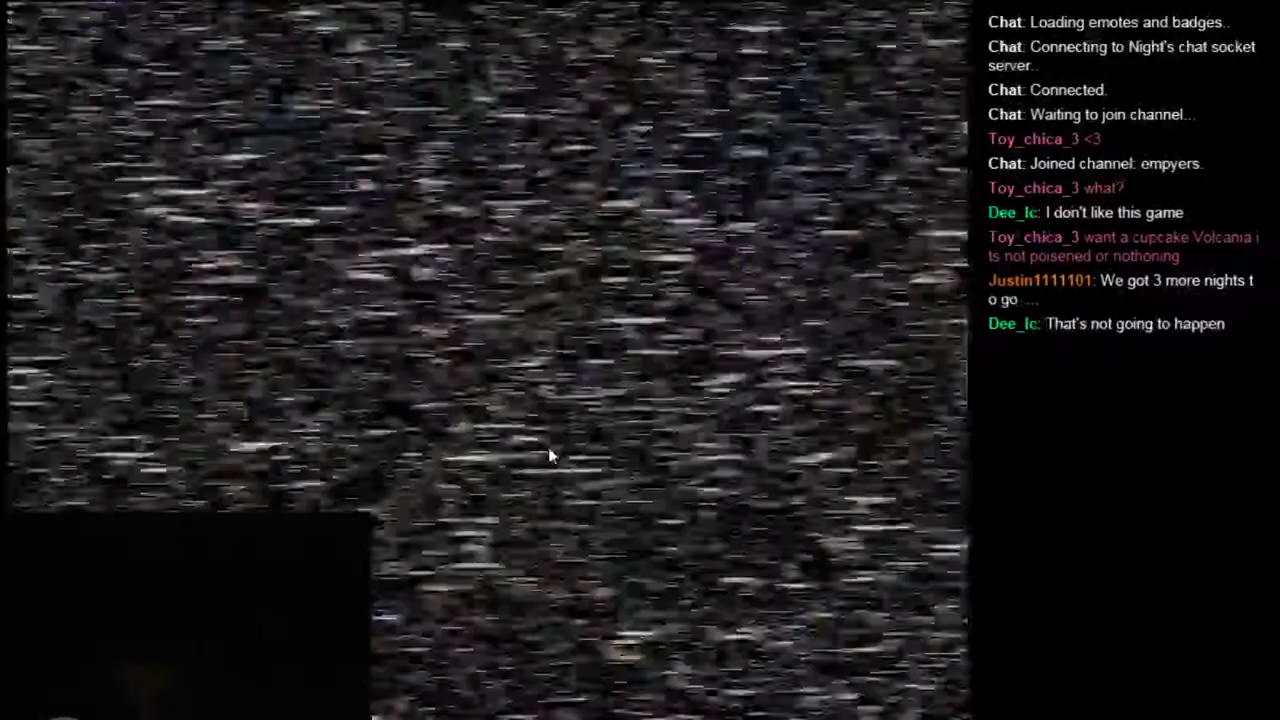 Chat: Loading emotes and badges..
Chat: Connecting to Night's chat socket
server..
Chat: Connected.
Chat: Waiting to join channel...
Toy_chica_3 <3
Chat: Joined channel: empyers.
Toy_chica_3 what?
Dee_lc: I don't like this game
Toy_chica_3 want a cupcake Volcania i
ts not poisened or nothoning
Justin1111101: We got 3 more nights t
o go ....
Dee_lc: That's not going to happen